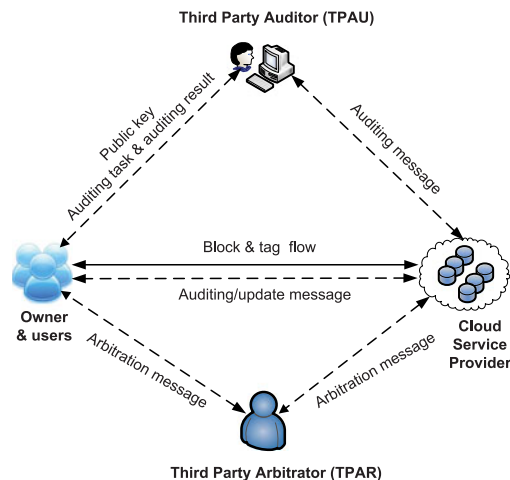 Third Party Auditor (TPAU)
Public key
Auditing task & auditing result
Auditing message
Block & tag flow
Auditing/update message
Owner
& users
Cloud
Service
Provider
Arbitration message
Arbitration message
Third Party Arbitrator (TPAR)